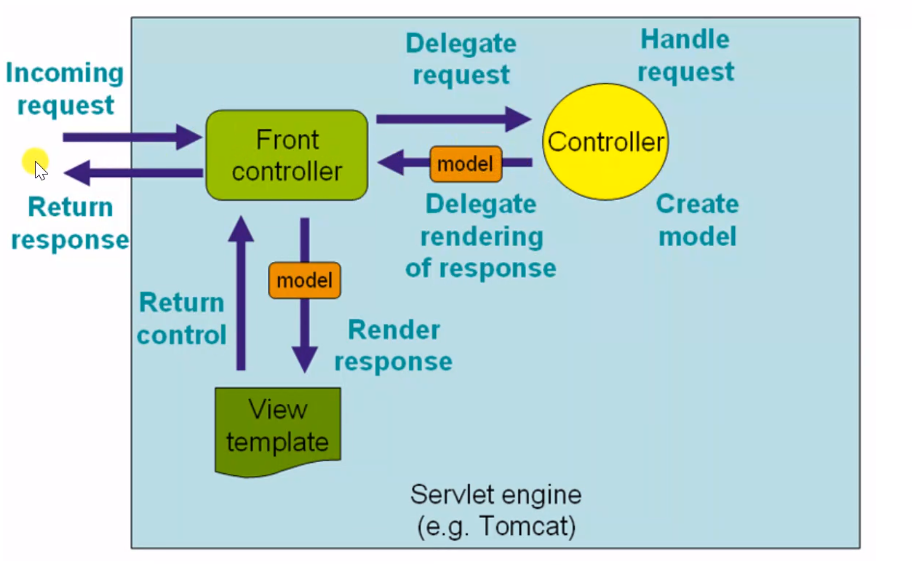 Incoming
request
Return
response
Front
controller
Delegate
request
Handle
request
Controller
model
Delegate
rendering
of response
Create
model
model
Return
control
Render
response
View
template
Servlet engine
(e.g. Tomcat)